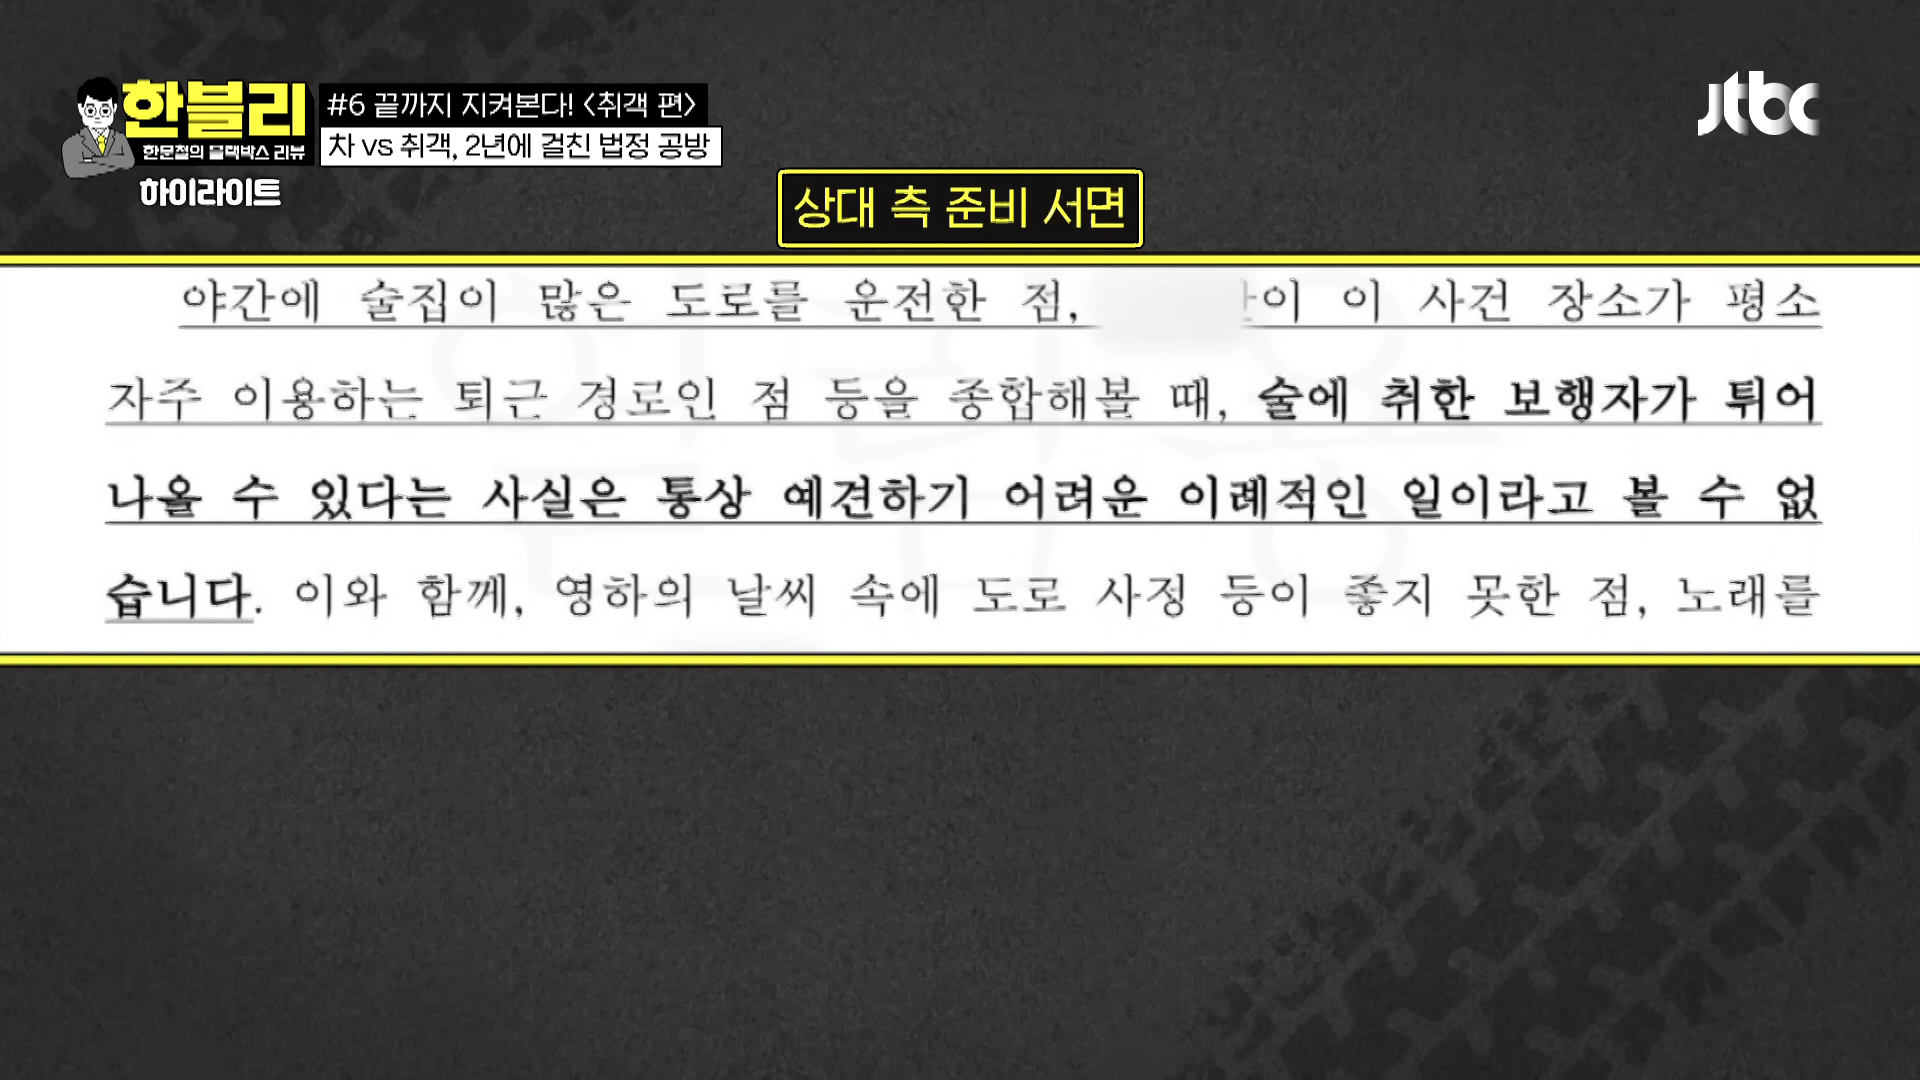 한블리
한문철의 블랙박스 리뷰
하이라이트
#6 끝까지 지켜본다! <취객 편>
차 vs 취객, 2년에 걸친 법정 공방
jtbc
상대 측 준비 서면
야간에 술집이 많은 도로를 운전한 점, 이 이 사건 장소가 평소
자주 이용하는 퇴근 경로인 점 등을 종합해볼 때, 술에 취한 보행자가 튀어
나올 수 있다는 사실은 통상 예견하기 어려운 이례적인 일이라고 볼 수 없
습니다. 이와 함께, 영하의 날씨 속에 도로 사정 등이 좋지 못한 점, 노래를